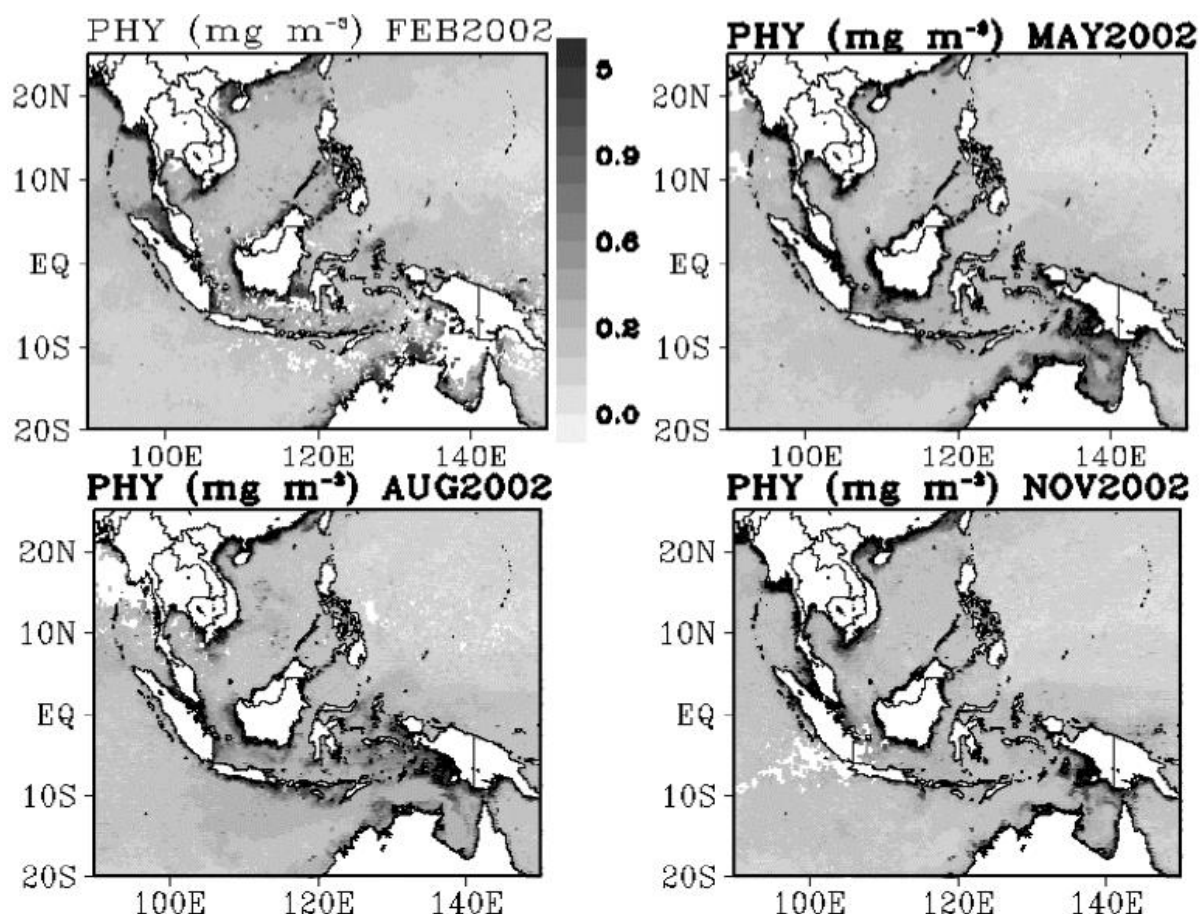 PHY (mg m⁻³) FEB2002
20N
10N
EQ
10S
20S
100E 120E 140E
5
0.9
0.6
0.2
0.0
PHY (mg m⁻³) MAY2002
20N
10N
EQ
10S
20S
100E 120E 140E
PHY (mg m⁻³) AUG2002
20N
10N
EQ
10S
20S
100E 120E 140E
PHY (mg m⁻³) NOV2002
20N
10N
EQ
10S
20S
100E 120E 140E